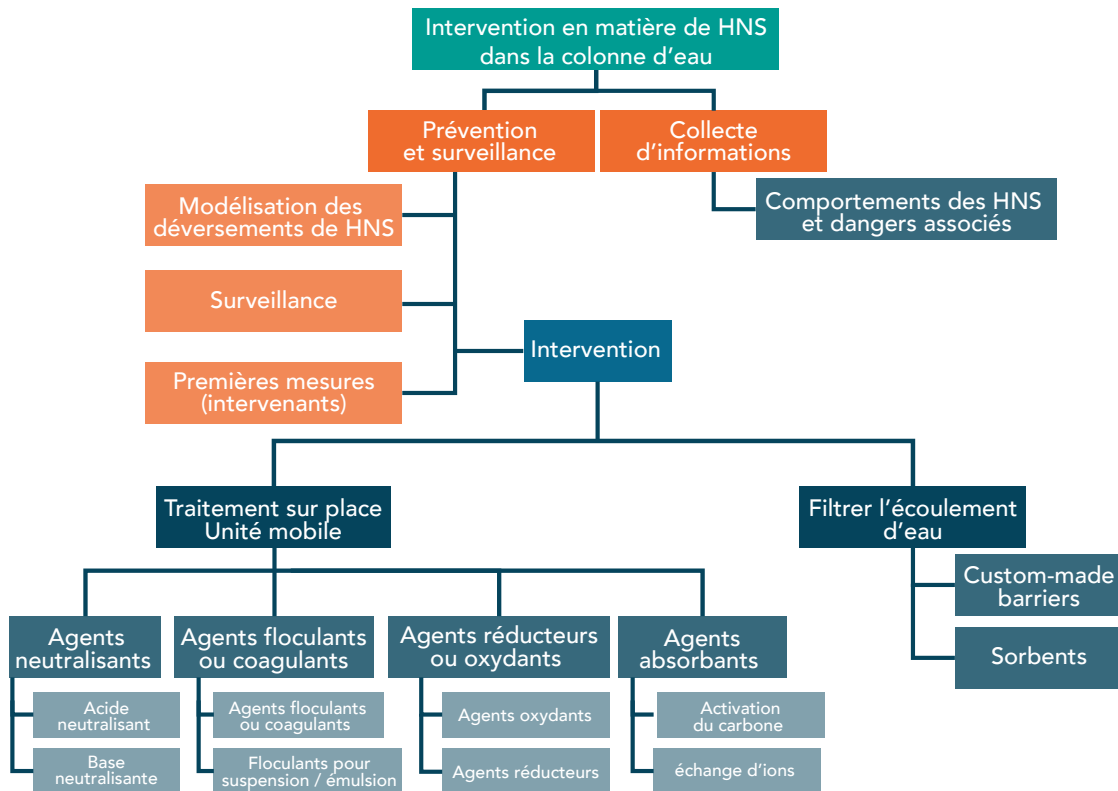 Intervention en matière de HNS
dans la colonne d'eau
Prévention
et surveillance
Collecte
d'informations
Modélisation des
déversements de HNS
Comportements des HNS
et dangers associés
Surveillance
Intervention
Premières mesures
(intervenants)
Traitement sur place
Unité mobile
Filtrer l'écoulement
d'eau
Custom-made
barriers
Sorbents
Agents
neutralisants
Agents floculants
ou coagulants
Agents réducteurs
ou oxydants
Agents
absorbants
Acide
neutralisant
Agents floculants
ou coagulants
Agents oxydants
Activation
du carbone
Base
neutralisante
Floculants pour
suspension / émulsion
Agents réducteurs
échange d'ions